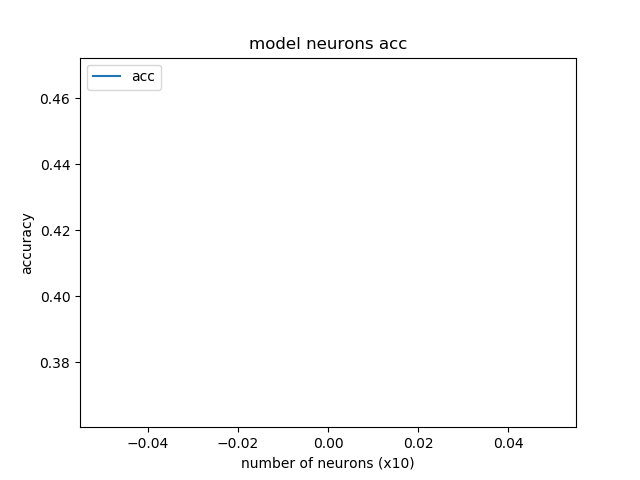 model neurons acc
acc
0.46
0.44
0.42
0.40
0.38
accuracy
−0.04 −0.02 0.00 0.02 0.04
number of neurons (x10)